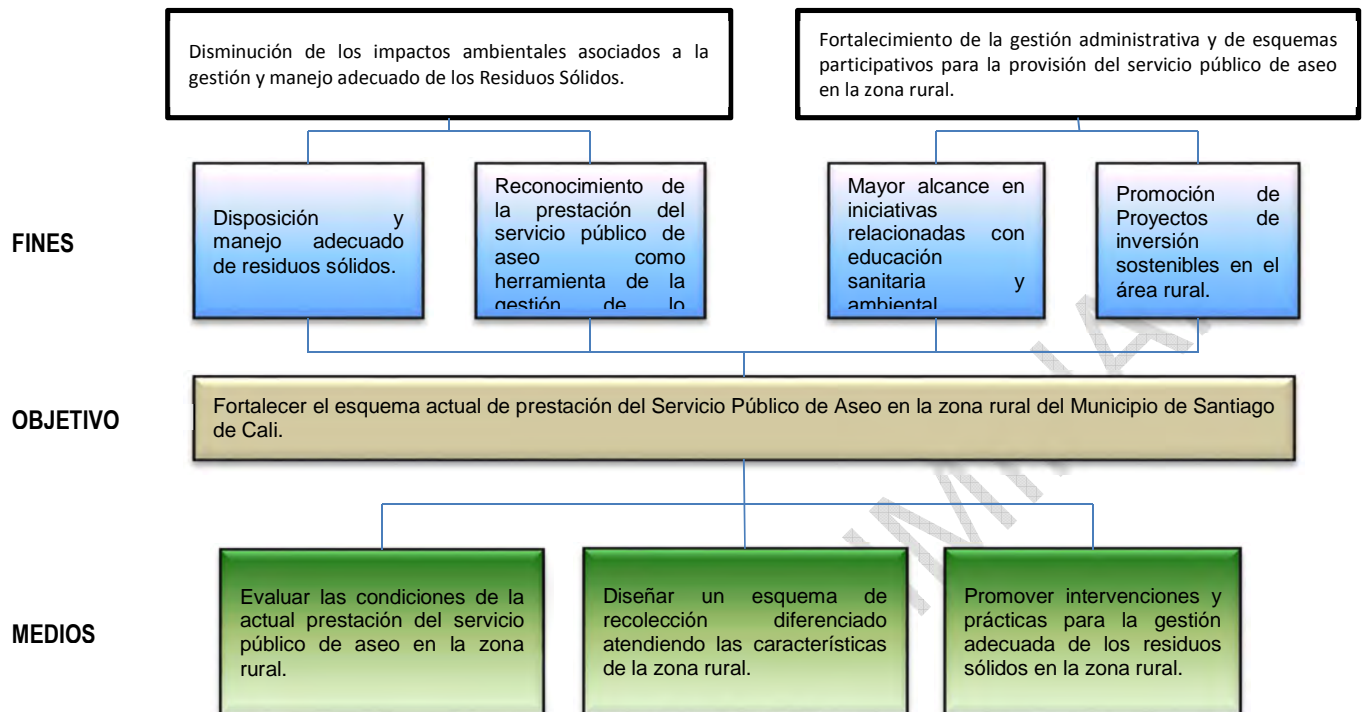 Disminución de los impactos ambientales asociados a la
gestión y manejo adecuado de los Residuos Sólidos.
Fortalecimiento de la gestión administrativa y de esquemas
participativos para la provisión del servicio público de aseo
en la zona rural.
FINES
Disposición y
manejo adecuado
de residuos sólidos.
Reconocimiento de
la prestación del
servicio público de
aseo como
herramienta de la
gestión de lo
Mayor alcance en
iniciativas
relacionadas con
educación
sanitaria y
ambiental
Promoción de
Proyectos de
inversión
sostenibles en el
área rural.
OBJETIVO
Fortalecer el esquema actual de prestación del Servicio Público de Aseo en la zona rural del Municipio de Santiago
de Cali.
MEDIOS
Evaluar las condiciones de la
actual prestación del servicio
público de aseo en la zona
rural.
Diseñar un esquema de
recolección diferenciado
atendiendo las características
de la zona rural.
Promover intervenciones y
prácticas para la gestión
adecuada de los residuos
sólidos en la zona rural.